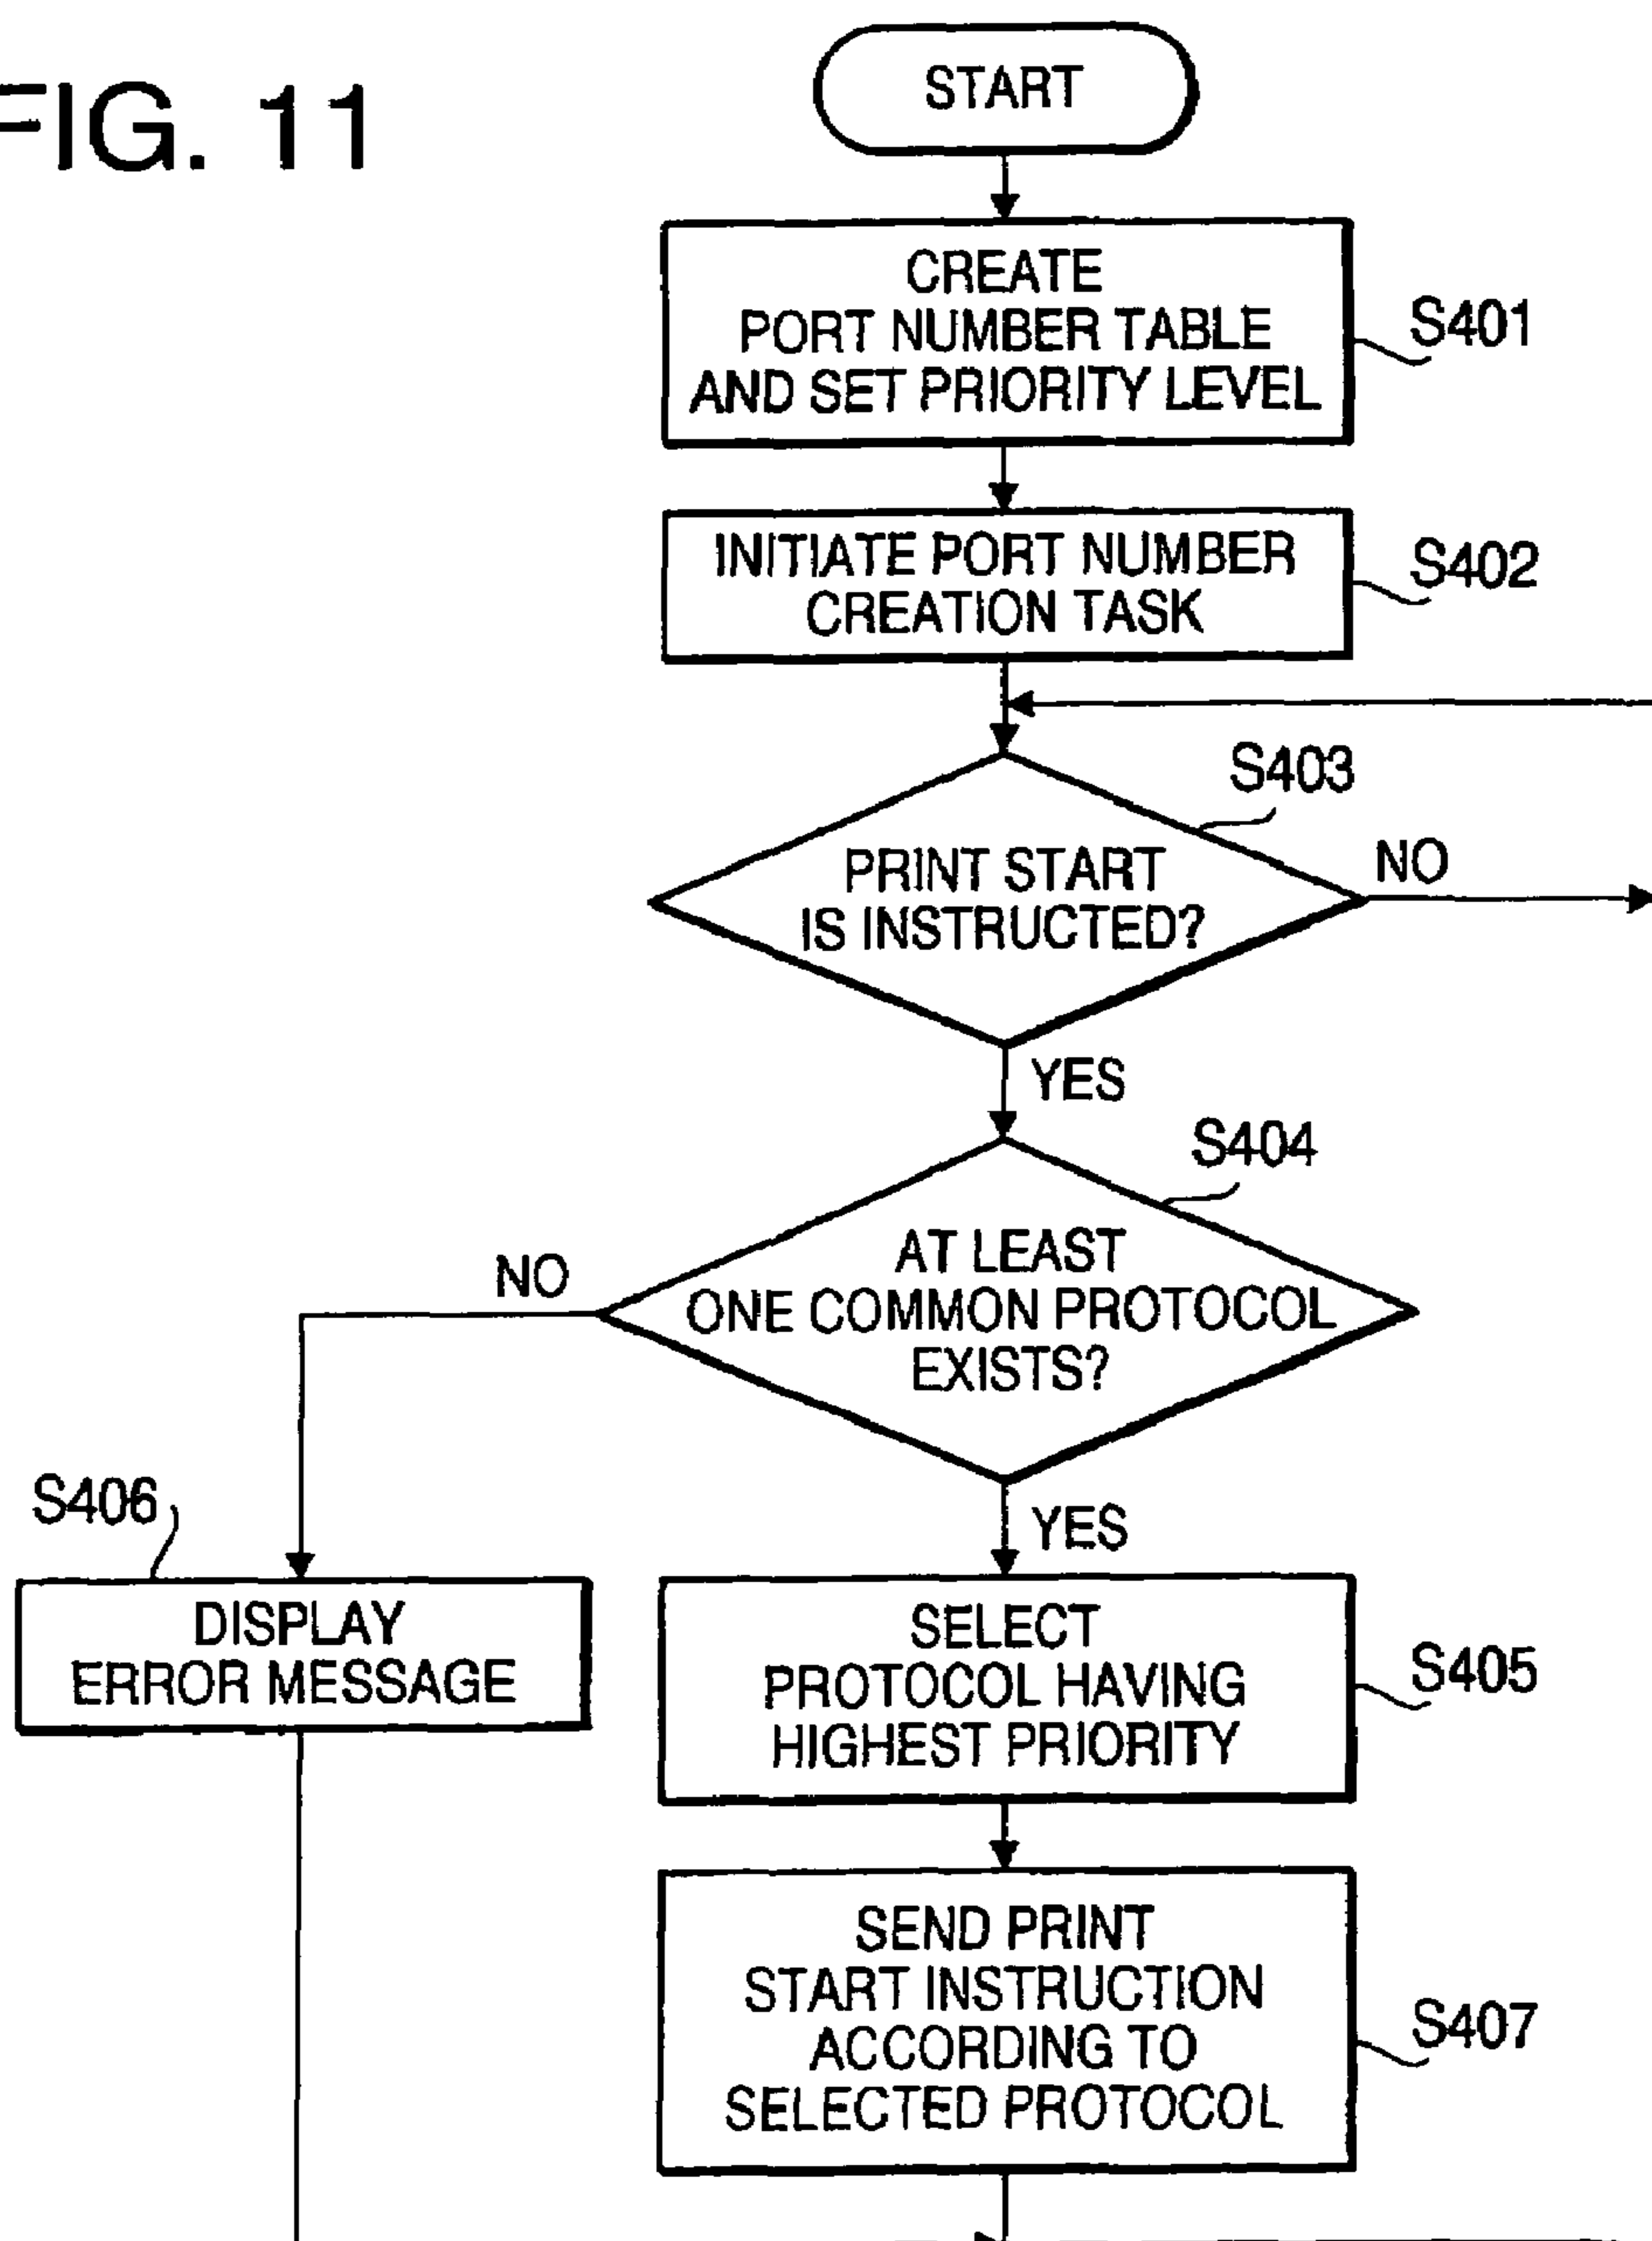 FIG. 11
START
CREATE
PORT NUMBER TABLE
AND SET PRIORITY LEVEL
S401
INITIATE PORT NUMBER
CREATION TASK
S402
S403
PRINT START
IS INSTRUCTED?
NO
YES
S404
AT LEAST
ONE COMMON PROTOCOL
EXISTS?
NO
YES
S406
DISPLAY
ERROR MESSAGE
SELECT
PROTOCOL HAVING
HIGHEST PRIORITY
S405
SEND PRINT
START INSTRUCTION
ACCORDING TO
SELECTED PROTOCOL
S407